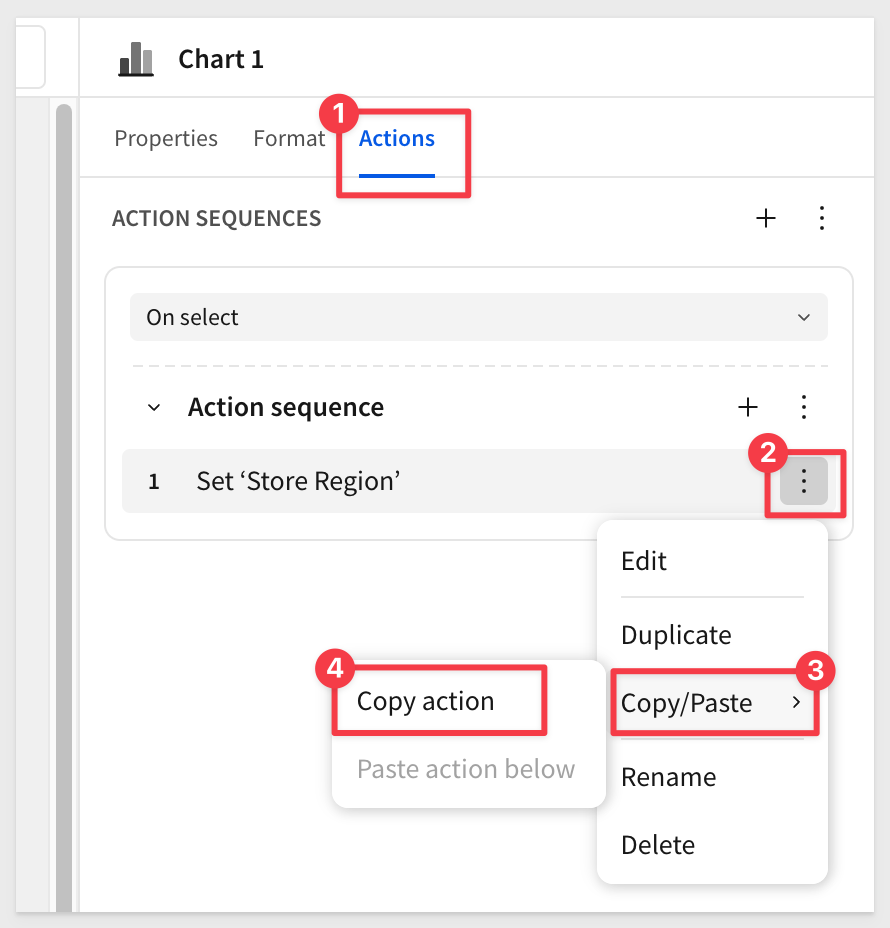 Chart 1
Properties Format Actions
1
ACTION SEQUENCES
On select
Action sequence
1 Set ‘Store Region’
2
Edit
Duplicate
Copy/Paste
3
Rename
Delete
4
Copy action
Paste action below